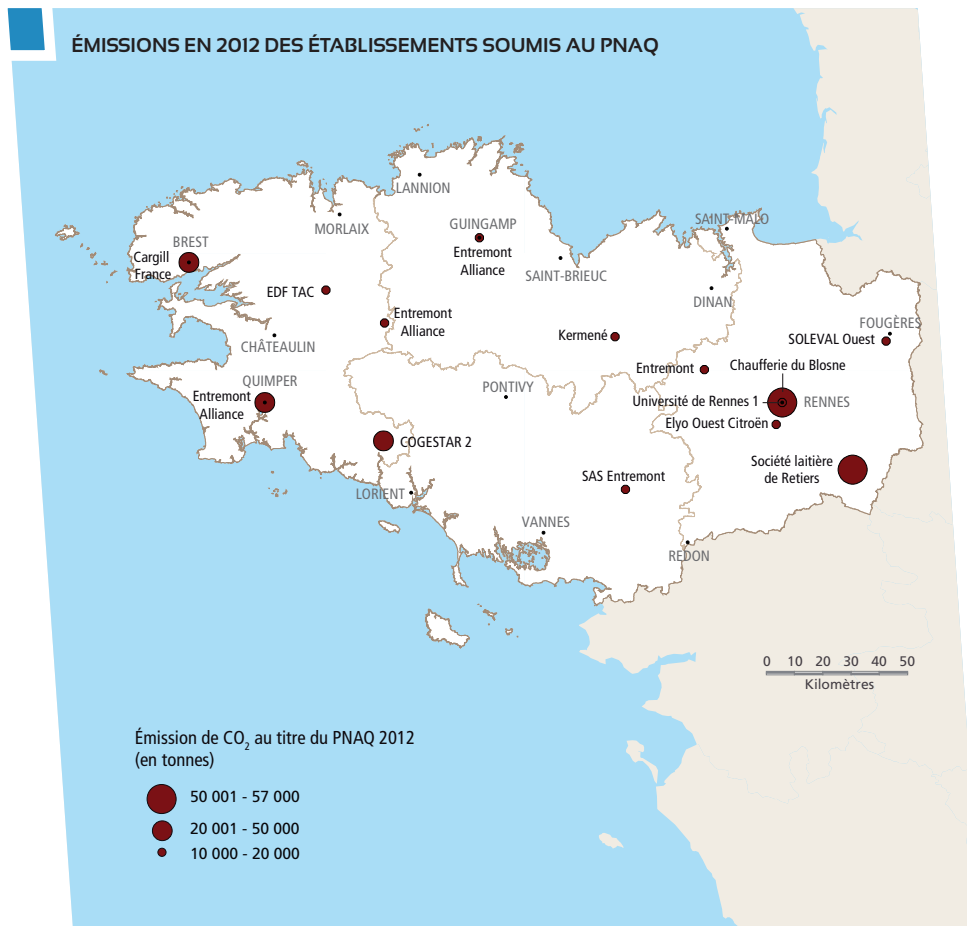 ÉMISSIONS EN 2012 DES ÉTABLISSEMENTS SOUMIS AU PNAQ
LANNION
MORLAIX
GUINGAMP
Entremont
Alliance
SAINT-BRIEUC
SAINT-MALO
DINAN
BREST
Cargill
France
EDF TAC
Entremont
Alliance
CHÂTEAULIN
Kermené
FOUGÈRES
SOLEVAL Ouest
Entremont
Chaufferie du Blosne
Université de Rennes 1
RENNES
Elyo Ouest Citroën
QUIMPER
Entremont
Alliance
PONTIVY
COGESTAR 2
Société laitière
de Retiers
SAS Entremont
LORIENT
VANNES
REDON
0 10 20 30 40 50
Kilomètres
Émission de CO₂ au titre du PNAQ 2012
(en tonnes)
50 001 - 57 000
20 001 - 50 000
10 000 - 20 000